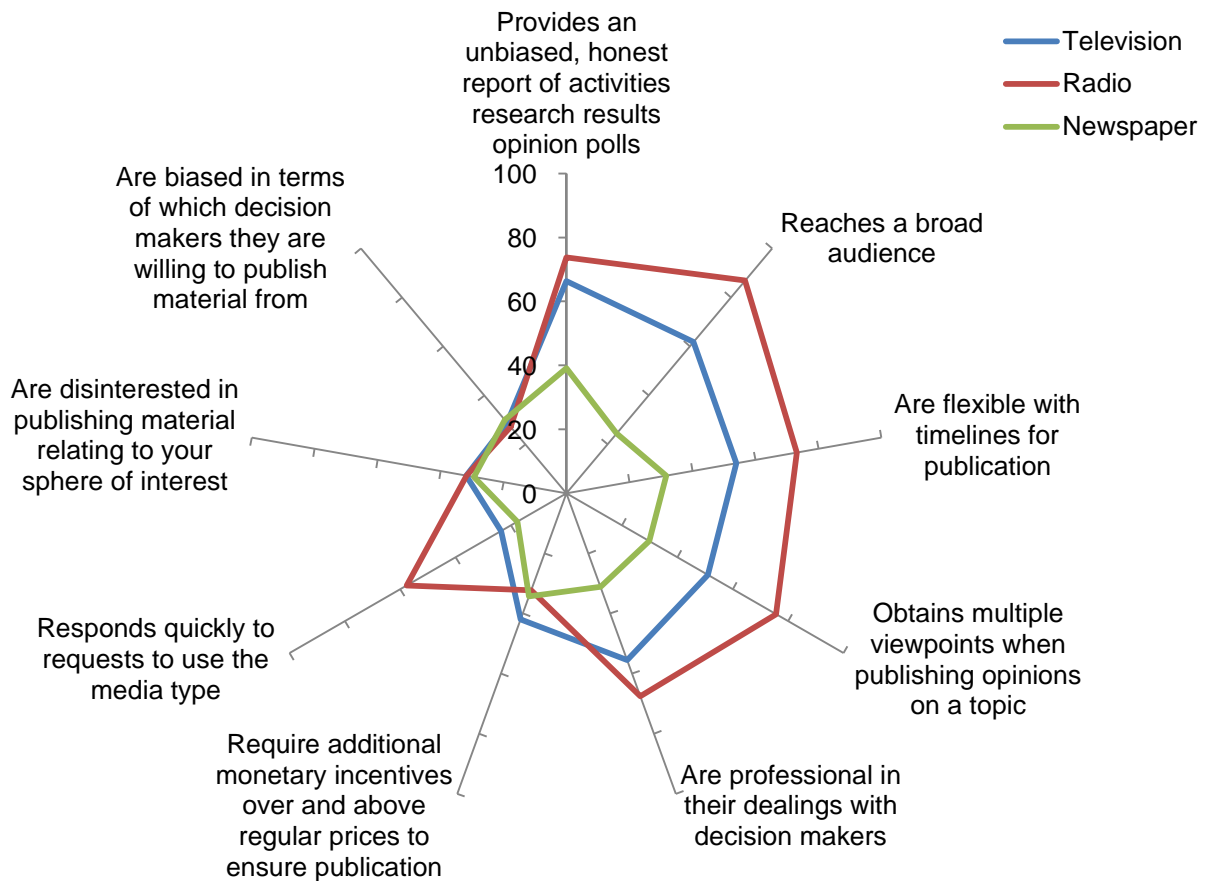 Provides an
unbiased, honest
report of activities
research results
opinion polls
Television
Radio
Newspaper
Are biased in terms
of which decision
makers they are
willing to publish
material from
100
80
60
40
20
0
Reaches a broad
audience
Are disinterested in
publishing material
relating to your
sphere of interest
Are flexible with
timelines for
publication
Responds quickly to
requests to use the
media type
Obtains multiple
viewpoints when
publishing opinions
on a topic
Require additional
monetary incentives
over and above
regular prices to
ensure publication
Are professional in
their dealings with
decision makers